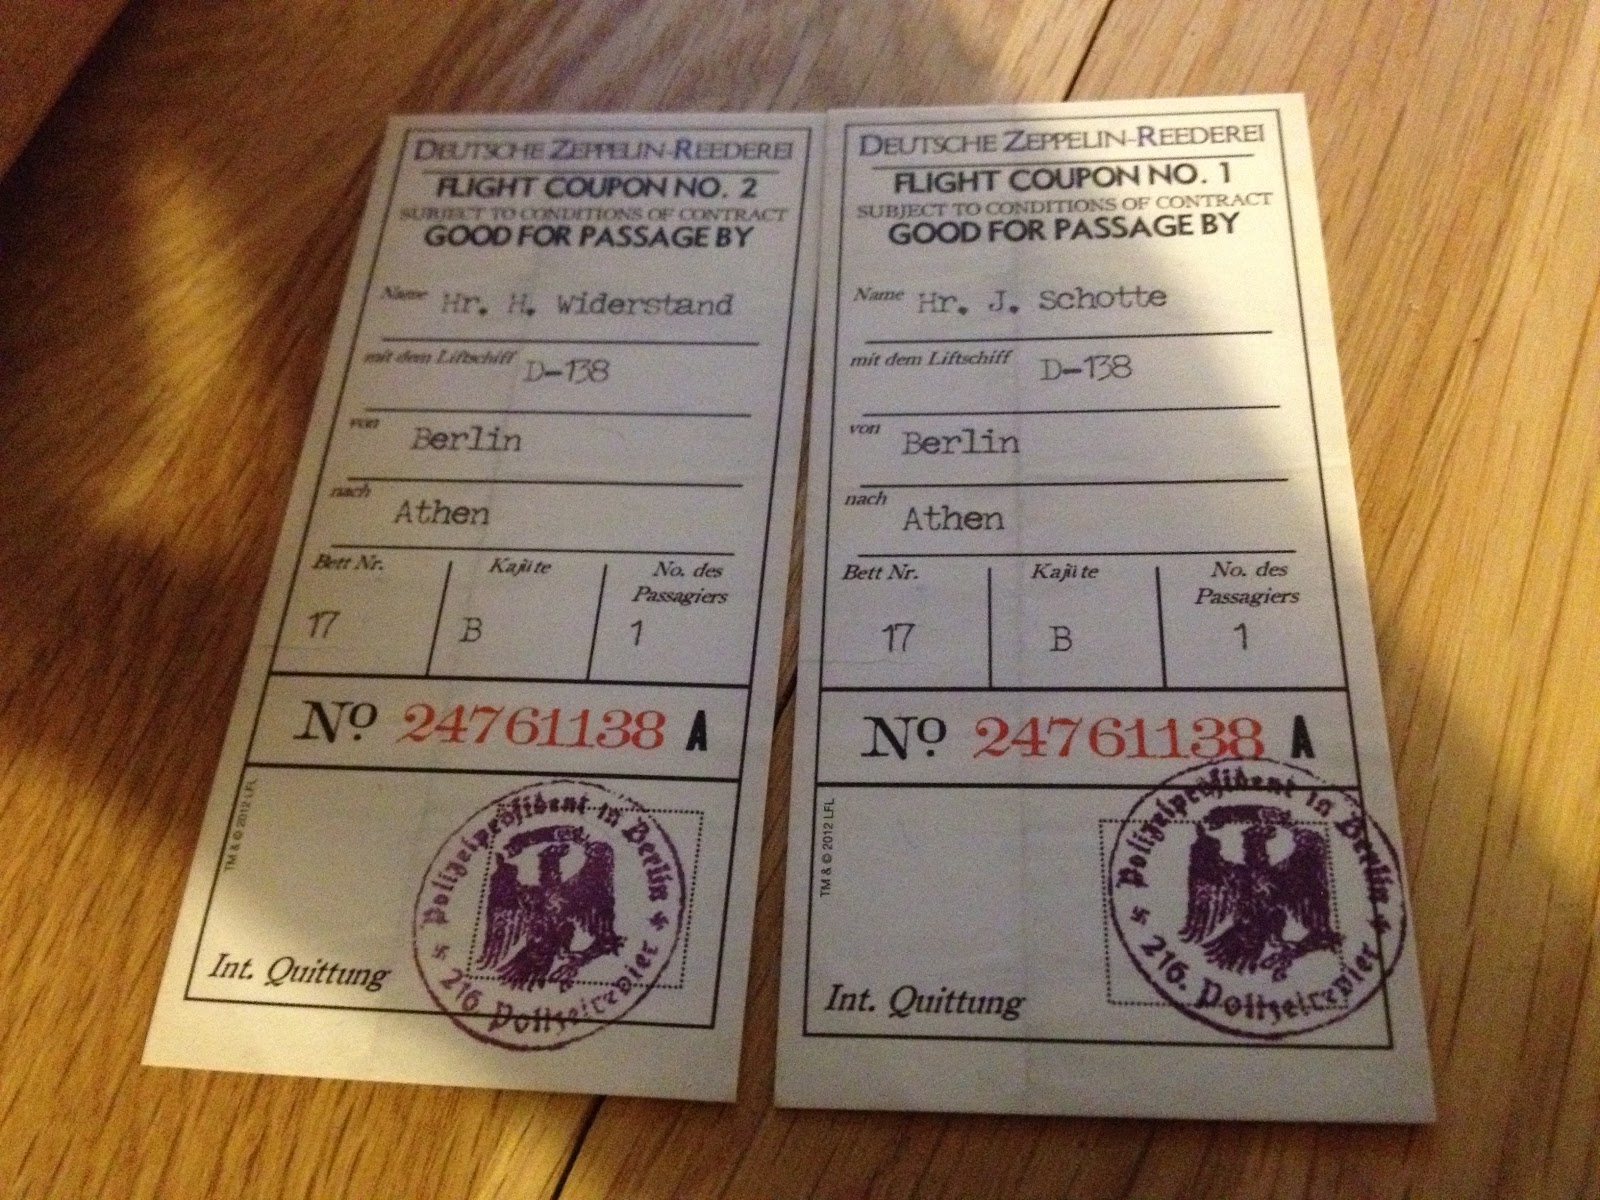 DEUTSCHE ZEPPELIN-REEDEREI
FLIGHT COUPON NO. 2
SUBJECT TO CONDITIONS OF CONTRACT
GOOD FOR PASSAGE BY
Name Hr. H. Widerstand
mit dem Liftschiff D-138
von Berlin
nach Athen
Bett Nr. Kajüte No. des Passagiers
17 B 1
No. 24761138 A
TM & © 2012 LFL
Polizeipräsident in Berlin
216. Polizeirevier
Int. Quittung
DEUTSCHE ZEPPELIN-REEDEREI
FLIGHT COUPON NO. 1
SUBJECT TO CONDITIONS OF CONTRACT
GOOD FOR PASSAGE BY
Name Hr. J. Schotte
mit dem Liftschiff D-138
von Berlin
nach Athen
Bett Nr. Kajüte No. des Passagiers
17 B 1
No. 24761138 A
TM & © 2012 LFL
Polizeipräsident in Berlin
216. Polizeirevier
Int. Quittung